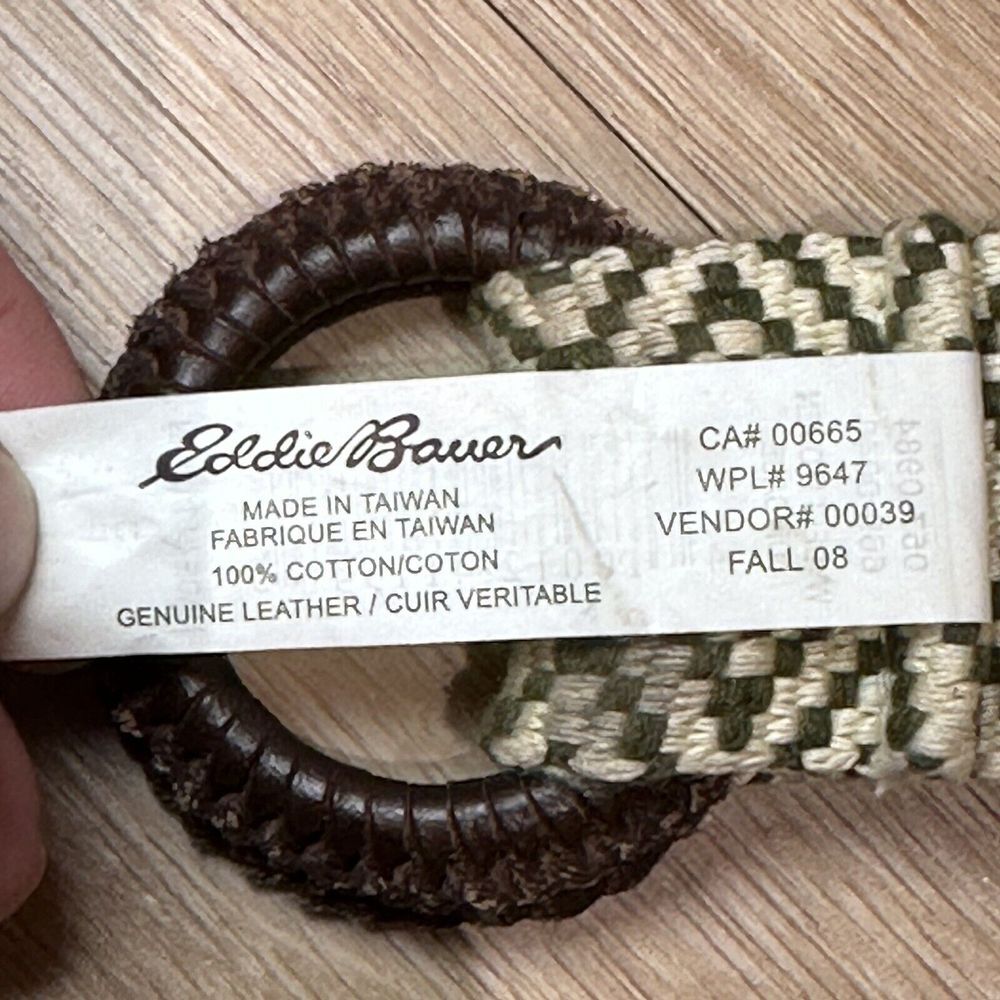 Eddie Bauer
MADE IN TAIWAN
FABRIQUE EN TAIWAN
100% COTTON/COTON
GENUINE LEATHER / CUIR VERITABLE
CA# 00665
WPL# 9647
VENDOR# 00039
FALL 08